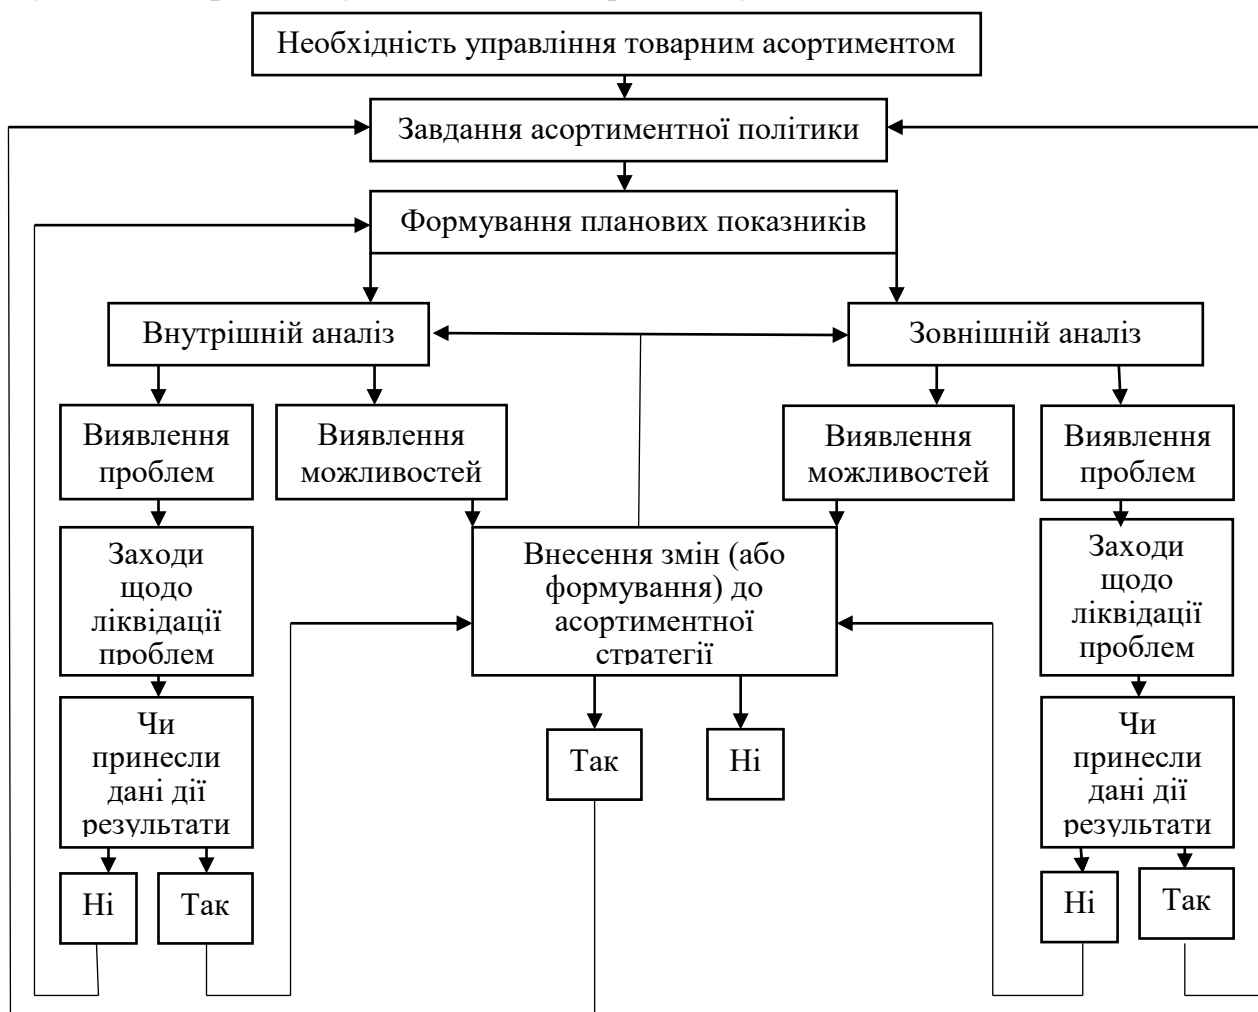 Необхідність управління товарним асортиментом
Завдання асортиментної політики
Формування планових показників
Внутрішній аналіз
Зовнішній аналіз
Виявлення
проблем
Виявлення
можливостей
Виявлення
можливостей
Виявлення
проблем
Заходи
щодо
ліквідації
проблем
Внесення змін (або
формування) до
асортиментної
стратегії
Заходи
щодо
ліквідації
проблем
Чи
принесли
дані дії
результати
Так
Ні
Чи
принесли
дані дії
результати
Ні
Так
Ні
Так